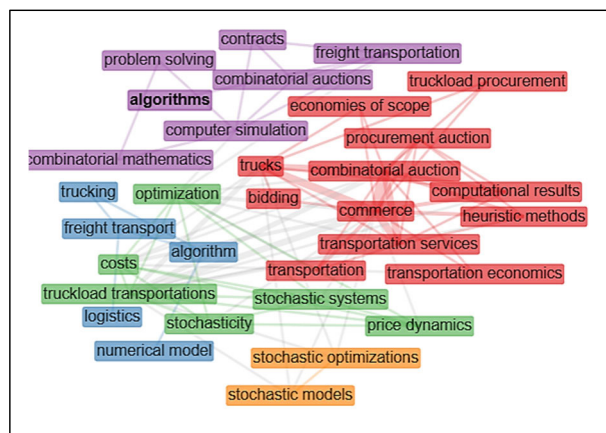 contracts
problem solving
freight transportation
combinatorial auctions
truckload procurement
algorithms
economies of scope
computer simulation
procurement auction
combinatorial mathematics
trucks
combinatorial auction
trucking
optimization
bidding
computational results
commerce
heuristic methods
freight transport
algorithm
transportation services
costs
transportation
transportation economics
truckload transportations
stochastic systems
logistics
stochasticity
price dynamics
numerical model
stochastic optimizations
stochastic models